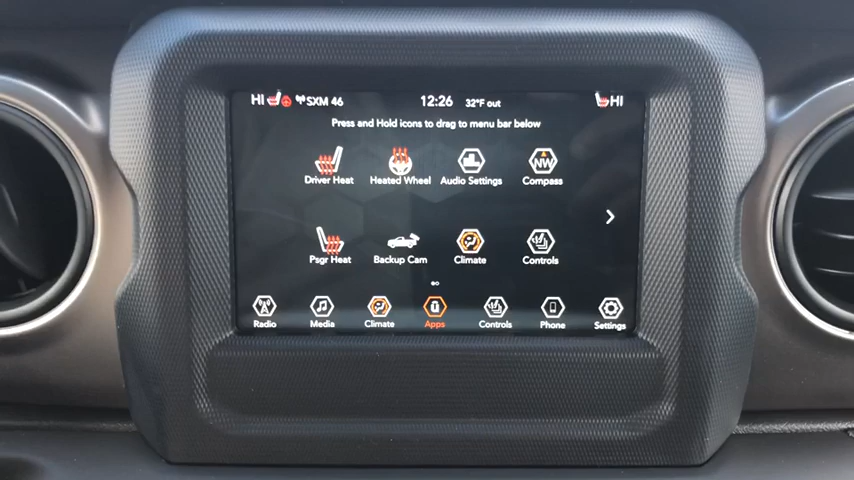 HI SXM 46 12:26 32°F out HI
Press and Hold icons to drag to menu bar below
Driver Heat Heated Wheel Audio Settings NW Compass
Psgr Heat Backup Cam Climate Controls
Radio Media Climate Apps Controls Phone Settings